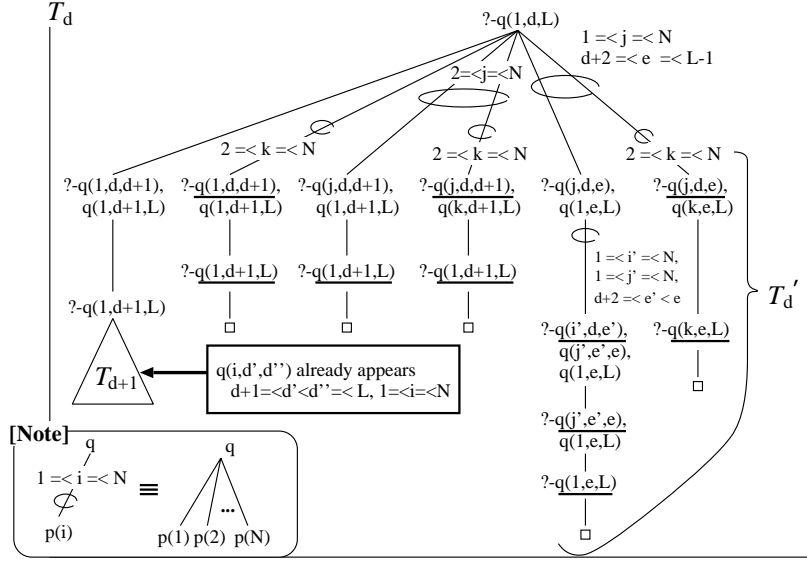 T_d
?-q(1,d,L)
1 =< j =< N
d+2 =< e =< L-1
2=<j=<N
2 =< k =< N
2 =< k =< N
2 =< k =< N
?-q(1,d,d+1),
q(1,d+1,L)
?-q(1,d,d+1),
q(1,d+1,L)
?-q(j,d,d+1),
q(1,d+1,L)
?-q(j,d,d+1),
q(k,d+1,L)
?-q(j,d,e),
q(1,e,L)
?-q(j,d,e),
q(k,e,L)
1 =< i' =< N,
1 =< j' =< N,
d+2 =< e' < e
?-q(1,d+1,L)
?-q(1,d+1,L)
?-q(1,d+1,L)
?-q(1,d+1,L)
T_d'
?-q(i',d,e'),
q(j',e',e),
q(1,e,L)
?-q(k,e,L)
T_{d+1}
q(i,d',d'') already appears
d+1=<d'<d''=< L, 1=<i=<N
?-q(j',e',e),
q(1,e,L)
?-q(1,e,L)
[Note]
q
1 =< i =< N
p(i)
≡
q
...
p(1) p(2) p(N)